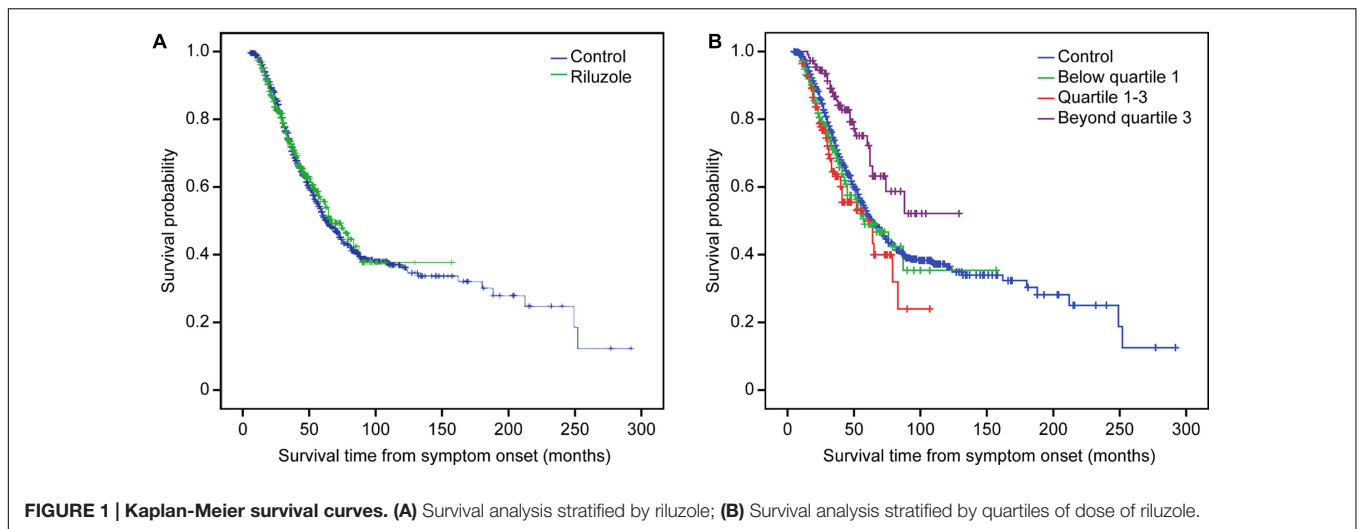 A
B
1.0
0.8
0.6
0.4
0.2
0
Survival probability
Control
Riluzole
0 50 100 150 200 250 300
Survival time from symptom onset (months)
1.0
0.8
0.6
0.4
0.2
0
Survival probability
Control
Below quartile 1
Quartile 1-3
Beyond quartile 3
0 50 100 150 200 250 300
Survival time from symptom onset (months)
FIGURE 1 | Kaplan-Meier survival curves. (A) Survival analysis stratified by riluzole; (B) Survival analysis stratified by quartiles of dose of riluzole.